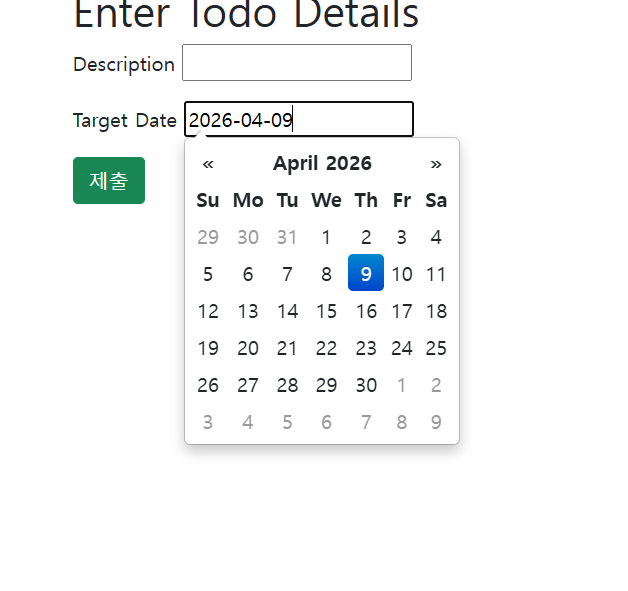 Enter Todo Details
Description
Target Date 2026-04-09
제출
« April 2026 »
Su Mo Tu We Th Fr Sa
29 30 31 1 2 3 4
5 6 7 8 9 10 11
12 13 14 15 16 17 18
19 20 21 22 23 24 25
26 27 28 29 30 1 2
3 4 5 6 7 8 9